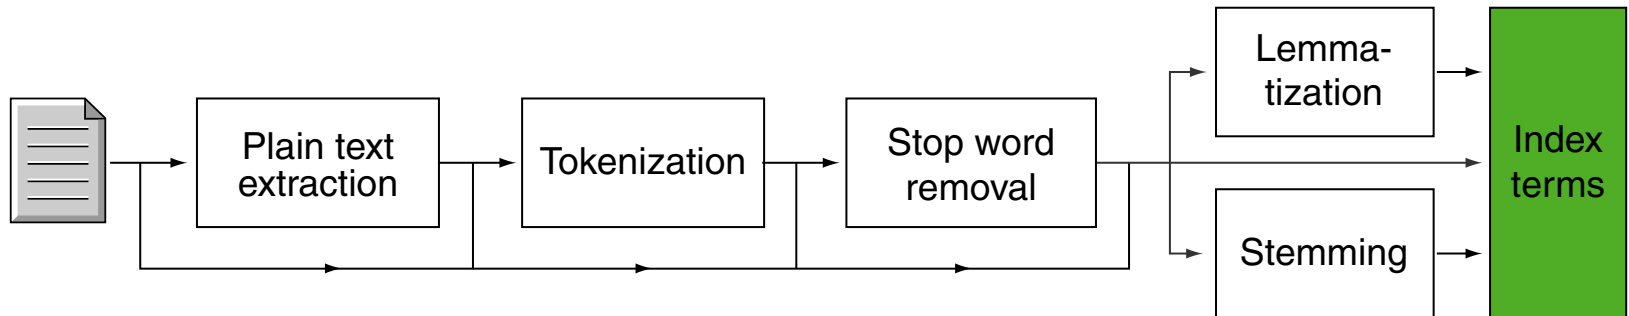 Plain text
extraction
Tokenization
Stop word
removal
Lemma-
tization
Stemming
Index
terms